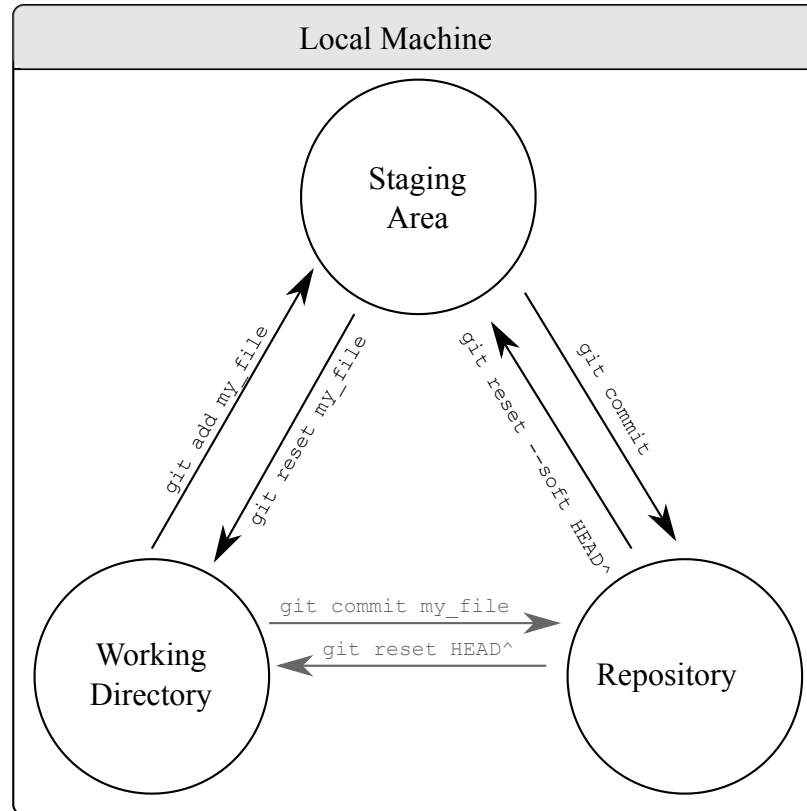 Local Machine
Staging
Area
git add my_file
git reset my_file
git reset --soft HEAD^
git commit
git commit my_file
git reset HEAD^
Working
Directory
Repository